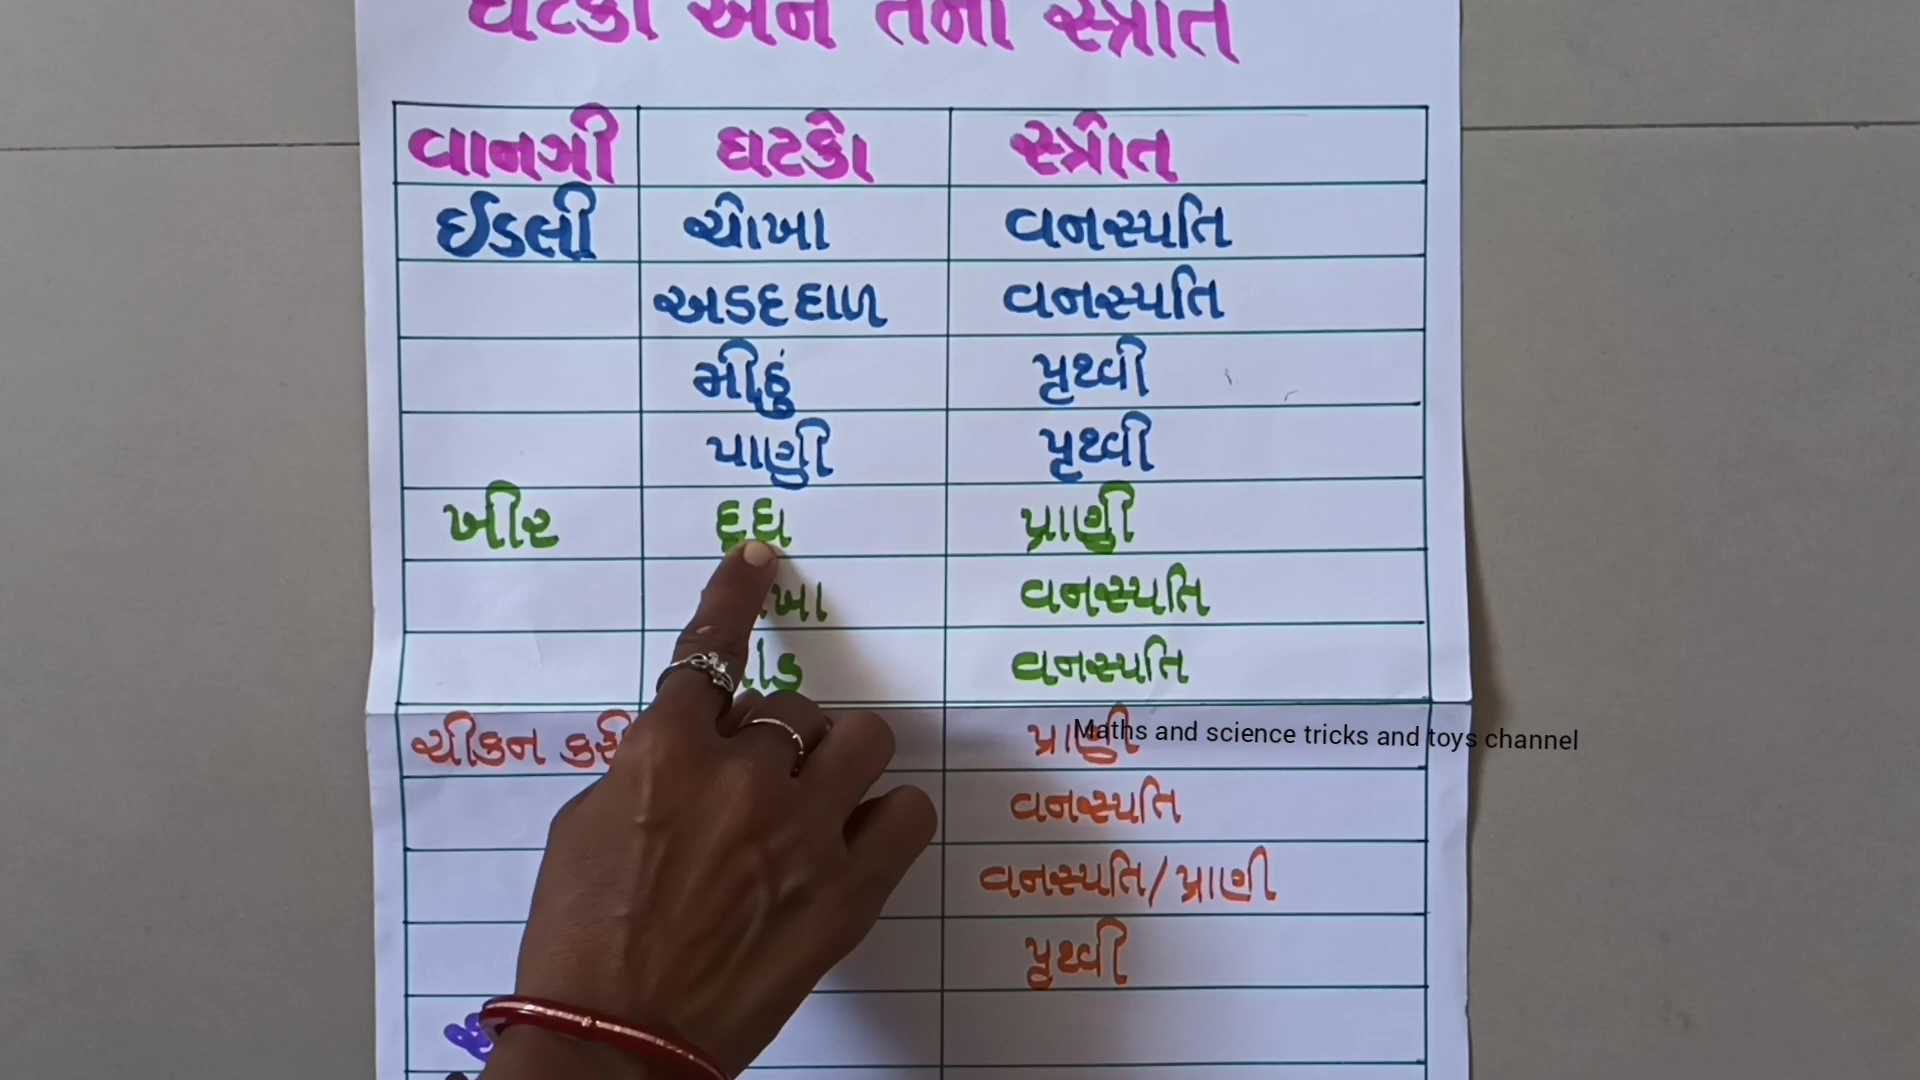 ઘટકો અને તેના સ્ત્રોત
વાનગી ઘટકો સ્ત્રોત
ઈડલી ચોખા વનસ્પતિ
અડદદાળ વનસ્પતિ
મીઠું પૃથ્વી
પાણી પૃથ્વી
ખીર દૂધ પ્રાણી
વનસ્પતિ
વનસ્પતિ
ચીકન કરી પ્રાણી
Maths and science tricks and toys channel
વનસ્પતિ
વનસ્પતિ/પ્રાણી
પૃથ્વી